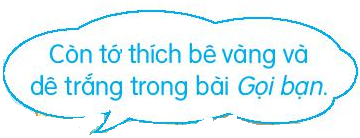 Còn tớ thích bê vàng và
dê trắng trong bài Gọi bạn.